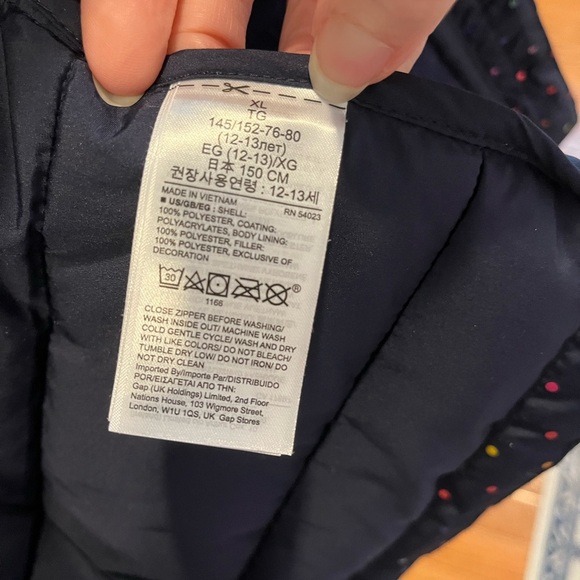 XL
TG
145/152-76-80
(12-13лет)
EG (12-13)/XG
日本 150 CM
권장사용연령 : 12-13세
MADE IN VIETNAM RN 54023
■ US/GB/EG ; SHELL:
100% POLYESTER, COATING:
POLYACRYLATES, BODY LINING:
100% POLYESTER, FILLER:
100% POLYESTER, EXCLUSIVE OF
DECORATION
30 ®
1166
CLOSE ZIPPER BEFORE WASHING/
WASH INSIDE OUT/ MACHINE WASH
COLD GENTLE CYCLE/ WASH AND DRY
WITH LIKE COLORS/ DO NOT BLEACH/
TUMBLE DRY LOW/ DO NOT IRON/ DO
NOT DRY CLEAN
Imported By/Importe Par/DISTRIBUIDO
POR/ΕΙΣΑΓΕΤΑΙ ΑΠΟ ΤΗΝ:
Gap (UK Holdings) Limited, 2nd Floor
Nations House, 103 Wigmore Street,
London, W1U 1QS, UK Gap Stores